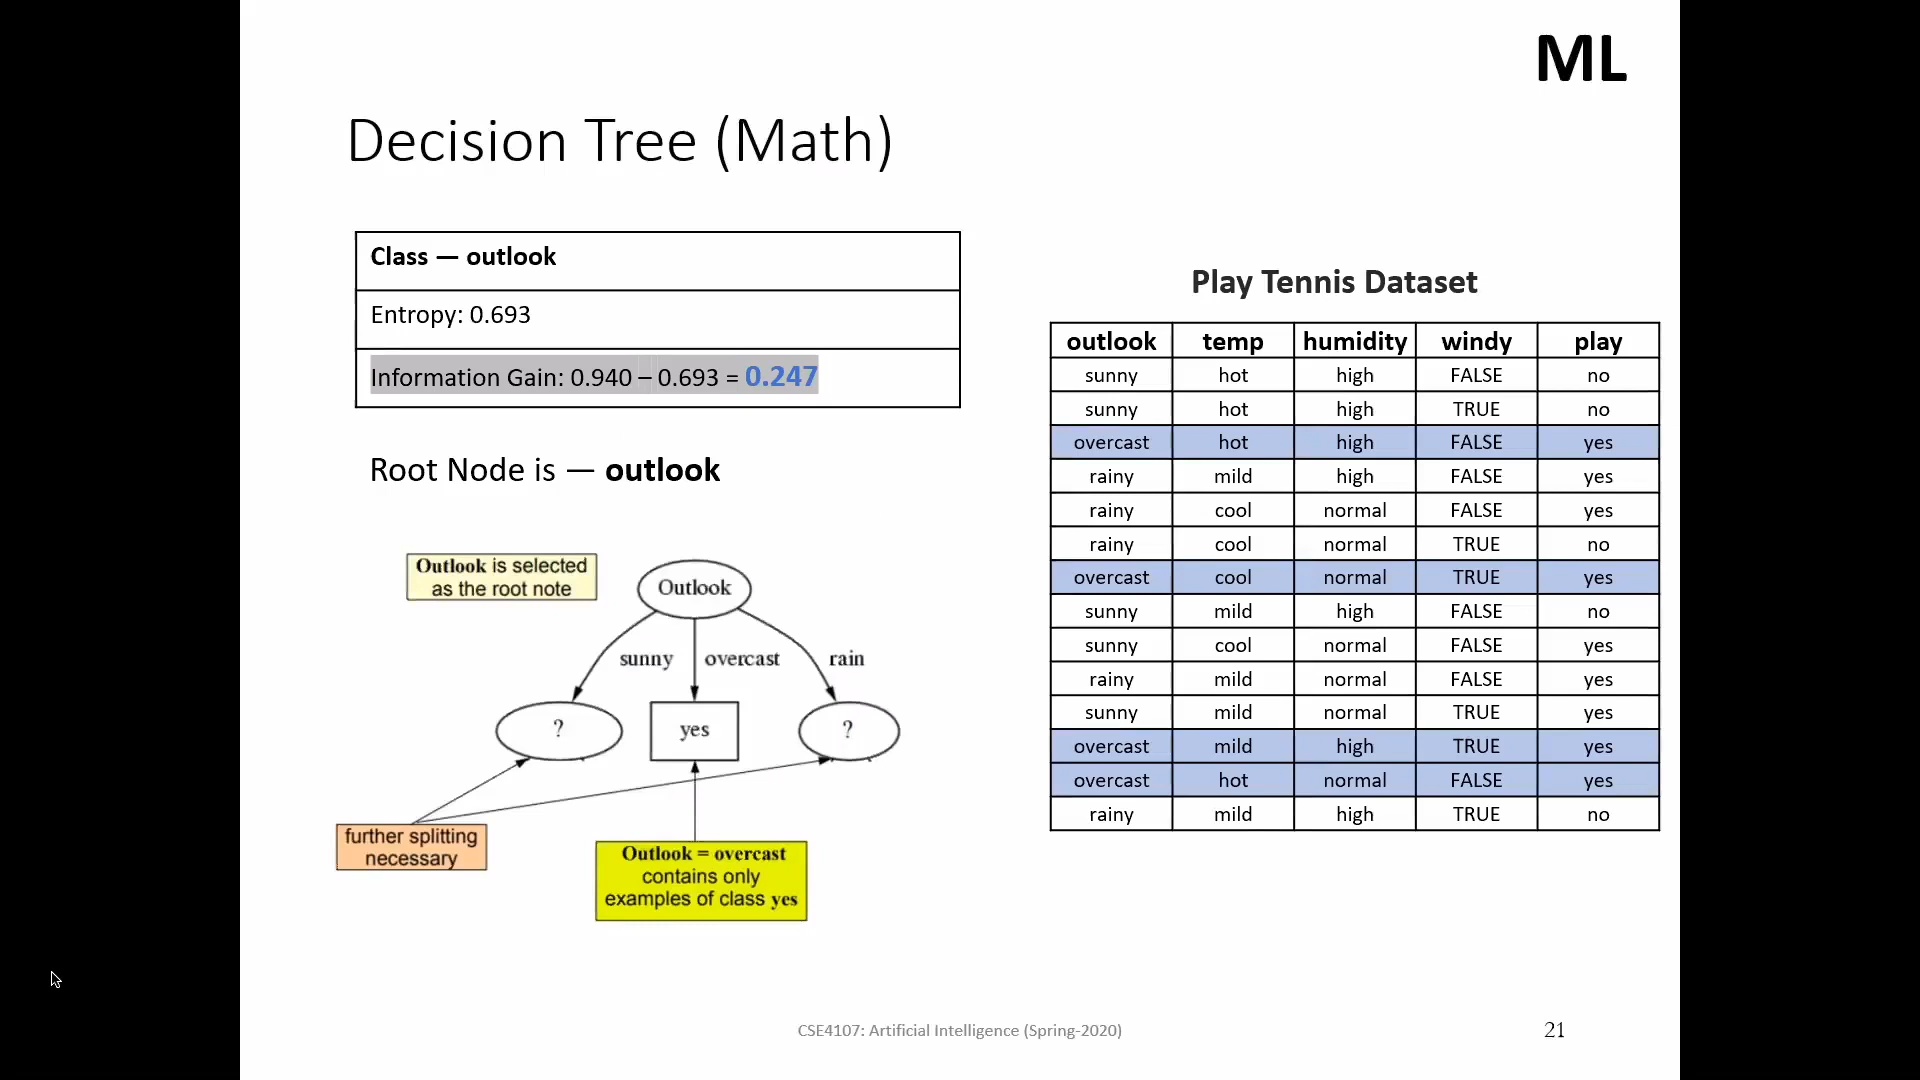 ML
Decision Tree (Math)
Class — outlook
Entropy: 0.693
Information Gain: 0.940 – 0.693 = 0.247
Root Node is — outlook
Outlook is selected
as the root note
Outlook
sunny overcast rain
? yes ?
further splitting
necessary
Outlook = overcast
contains only
examples of class yes
Play Tennis Dataset
outlook temp humidity windy play
sunny hot high FALSE no
sunny hot high TRUE no
overcast hot high FALSE yes
rainy mild high FALSE yes
rainy cool normal FALSE yes
rainy cool normal TRUE no
overcast cool normal TRUE yes
sunny mild high FALSE no
sunny cool normal FALSE yes
rainy mild normal FALSE yes
sunny mild normal TRUE yes
overcast mild high TRUE yes
overcast hot normal FALSE yes
rainy mild high TRUE no
CSE4107: Artificial Intelligence (Spring-2020)
21